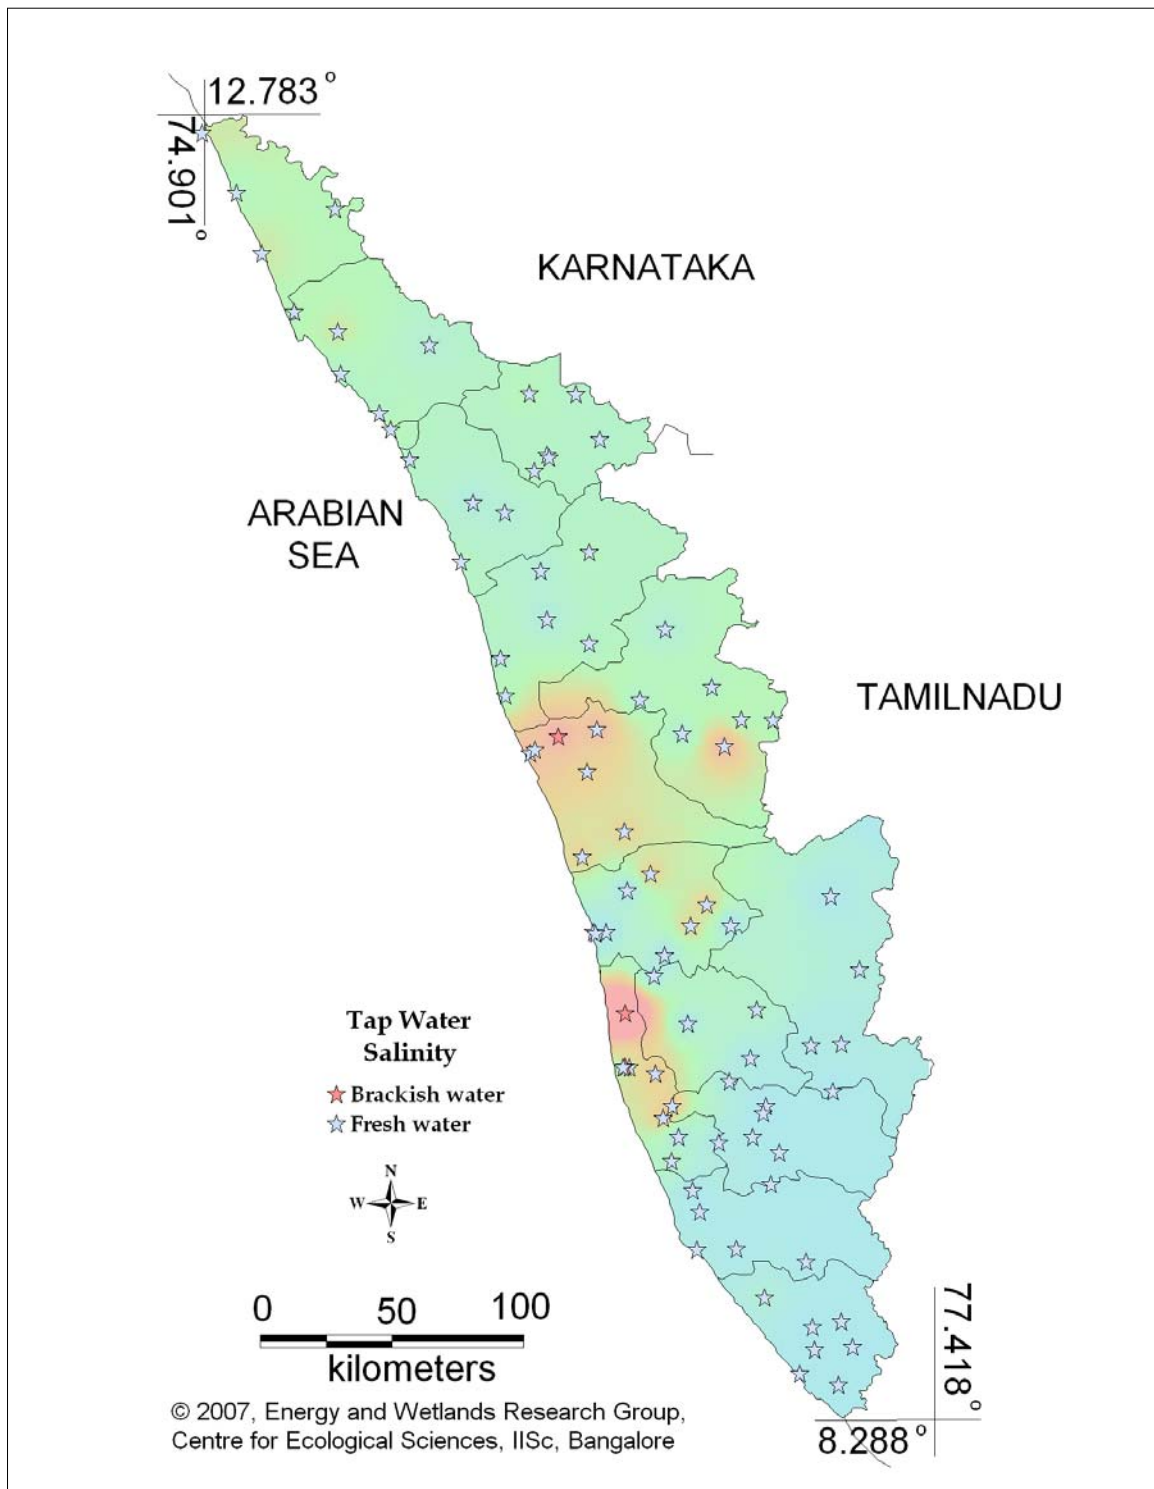 12.783°
74.901°
KARNATAKA
ARABIAN
SEA
TAMILNADU
Tap Water
Salinity
Brackish water
Fresh water
N
W E
S
0 50 100
kilometers
77.418°
8.288°
© 2007, Energy and Wetlands Research Group,
Centre for Ecological Sciences, IISc, Bangalore